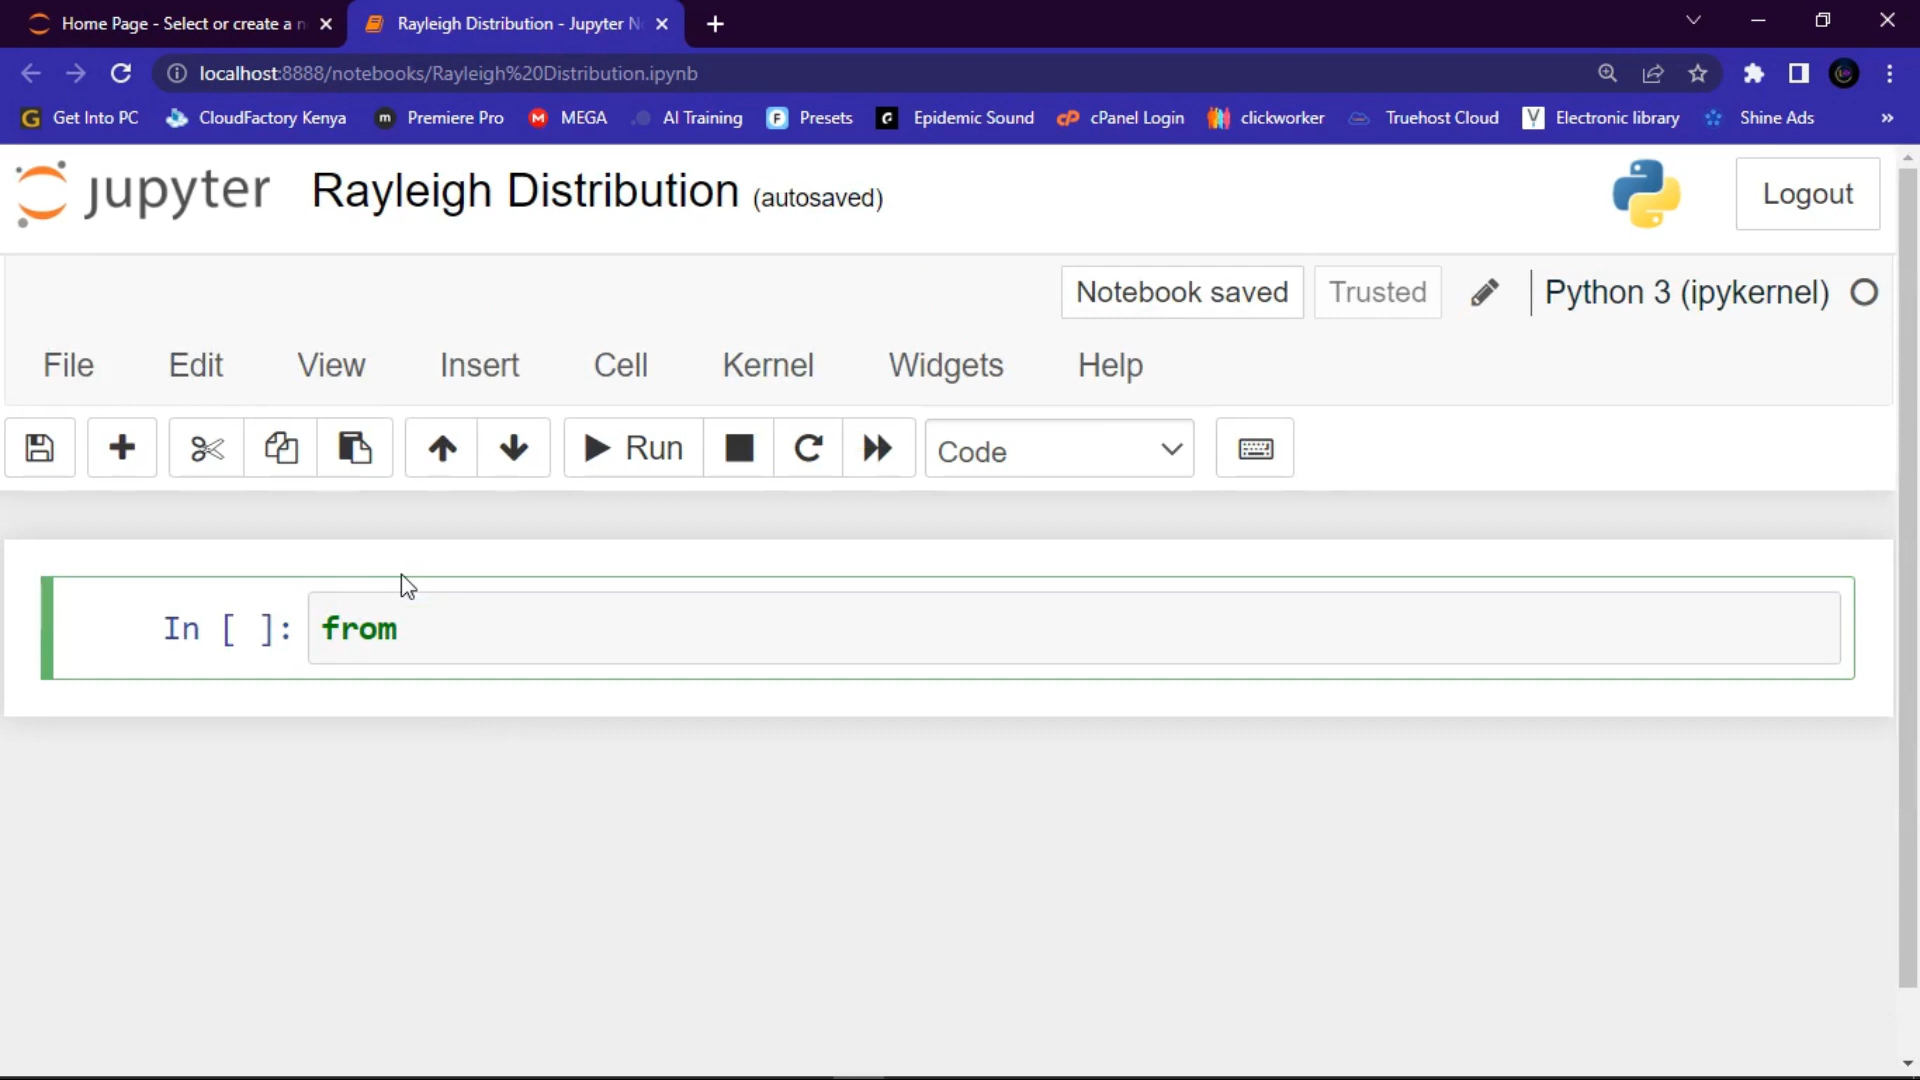 Home Page - Select or create a n
Rayleigh Distribution - Jupyter N
localhost:8888/notebooks/Rayleigh%20Distribution.ipynb
Get Into PC CloudFactory Kenya m Premiere Pro M MEGA AI Training F Presets Epidemic Sound cP cPanel Login clickworker Truehost Cloud Y Electronic library Shine Ads »
jupyter Rayleigh Distribution (autosaved) Logout
Notebook saved Trusted Python 3 (ipykernel)
File Edit View Insert Cell Kernel Widgets Help
Run Code
In [ ]: from